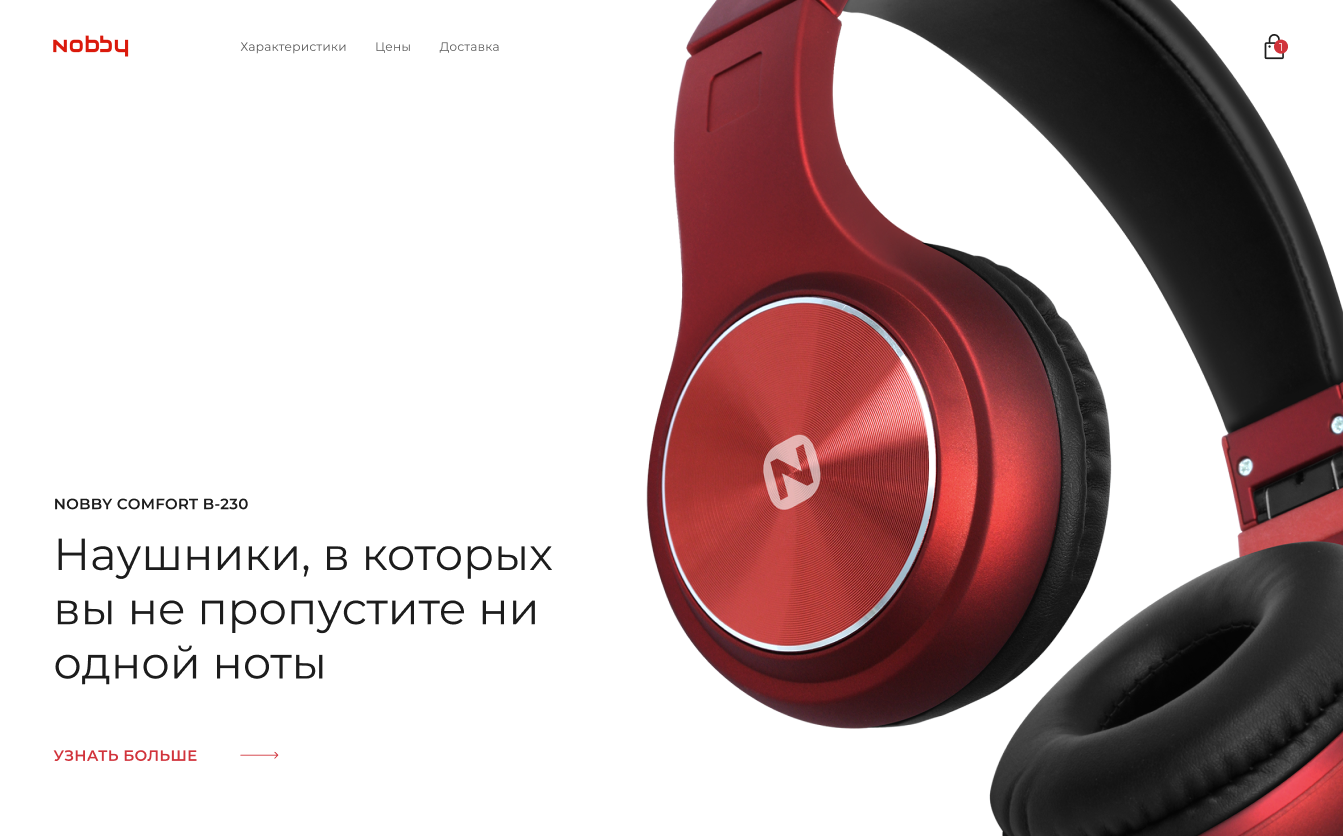 nobby
Характеристики Цены Доставка
1
NOBBY COMFORT B-230
Наушники, в которых
вы не пропустите ни
одной ноты
УЗНАТЬ БОЛЬШЕ
N